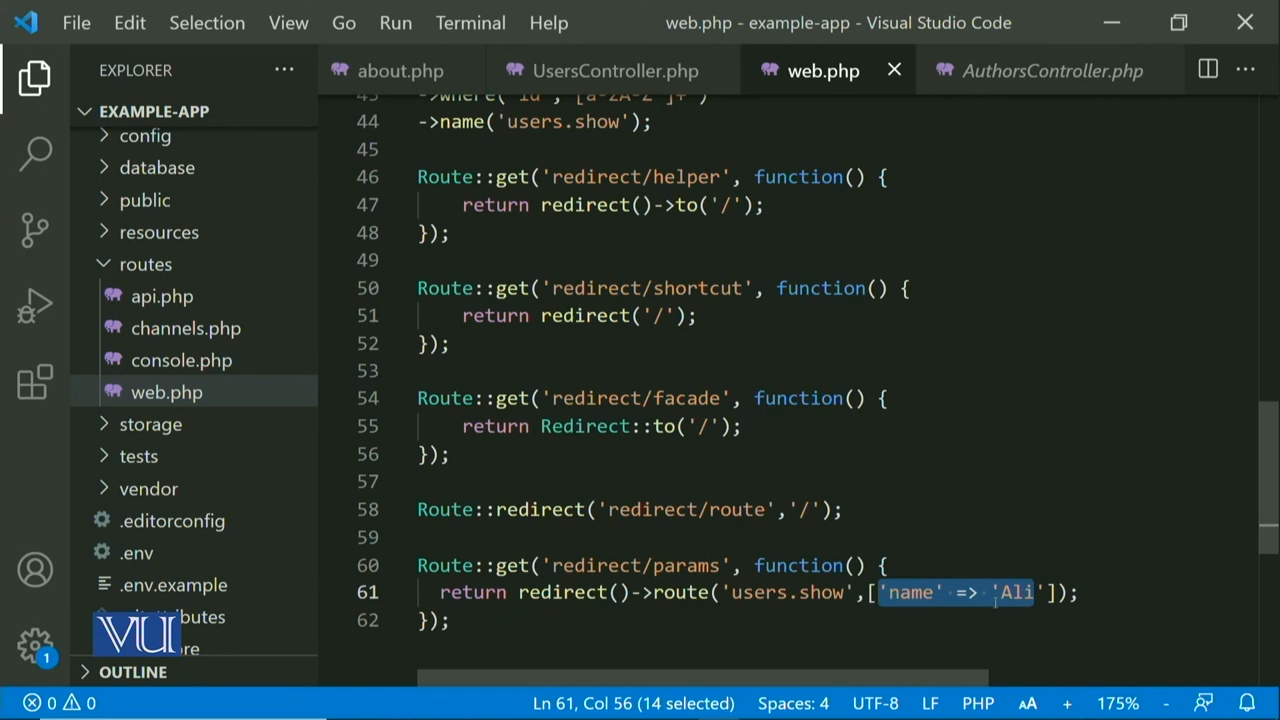 File Edit Selection View Go Run Terminal Help web.php - example-app - Visual Studio Code
EXPLORER ... about.php UsersController.php web.php AuthorsController.php
EXAMPLE-APP
config
database
public
resources
routes
api.php
channels.php
console.php
web.php
storage
tests
vendor
.editorconfig
.env
.env.example
OUTLINE
44 ->name('users.show');
45
46 Route::get('redirect/helper', function() {
47 return redirect()->to('/');
48 });
49
50 Route::get('redirect/shortcut', function() {
51 return redirect('/');
52 });
53
54 Route::get('redirect/facade', function() {
55 return Redirect::to('/');
56 });
57
58 Route::redirect('redirect/route','/');
59
60 Route::get('redirect/params', function() {
61 return redirect()->route('users.show',['name' => 'Ali']);
62 });
VU
1
0 0 Ln 61, Col 56 (14 selected) Spaces: 4 UTF-8 LF PHP AA + 175% -